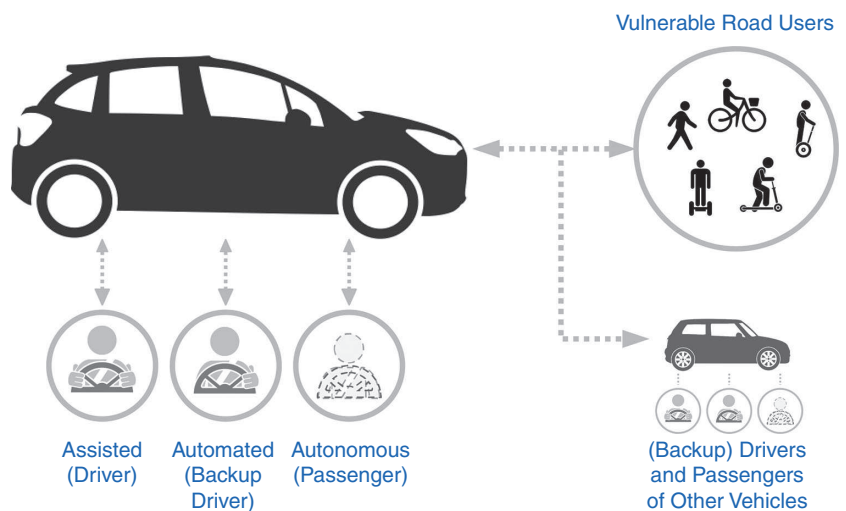 Vulnerable Road Users
Assisted
(Driver)
Automated
(Backup
Driver)
Autonomous
(Passenger)
(Backup) Drivers
and Passengers
of Other Vehicles